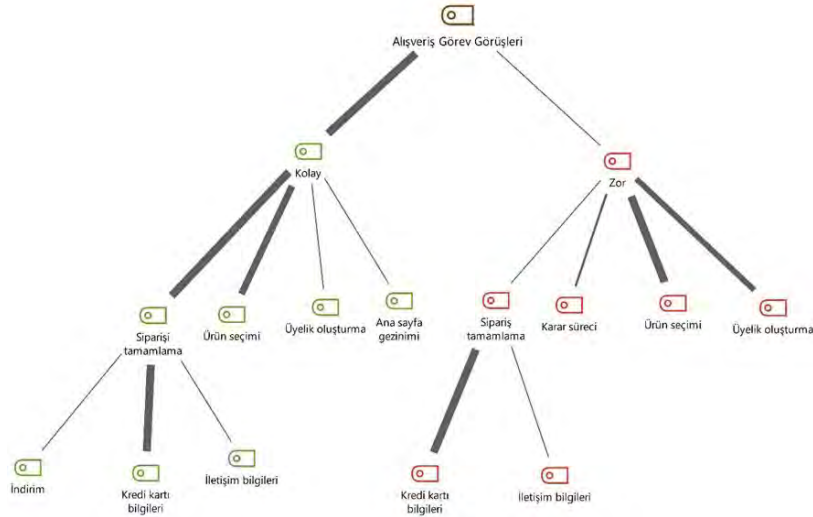 Alışveriş Görev Görüşleri
Kolay
Zor
Siparişi
tamamlama
Ürün seçimi
Üyelik oluşturma
Ana sayfa
gezinimi
Sipariş
tamamlama
Karar süreci
Ürün seçimi
Üyelik oluşturma
İndirim
Kredi kartı
bilgileri
İletişim bilgileri
Kredi kartı
bilgileri
İletişim bilgileri